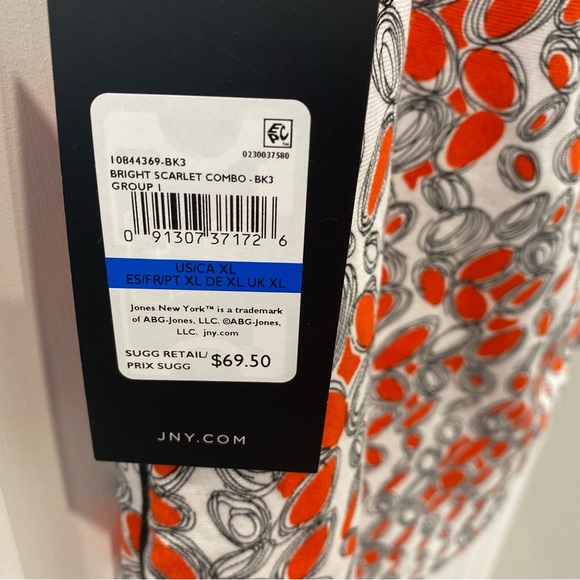 EPC™
0230037580
10844369-BK3
BRIGHT SCARLET COMBO - BK3
GROUP 1
0 91307 37172 6
US/CA XL
ES/FR/PT XL DE XL UK XL
Jones New York™ is a trademark
of ABG-Jones, LLC. ©ABG-Jones,
LLC. jny.com
SUGG RETAIL/
PRIX SUGG $69.50
JNY.COM